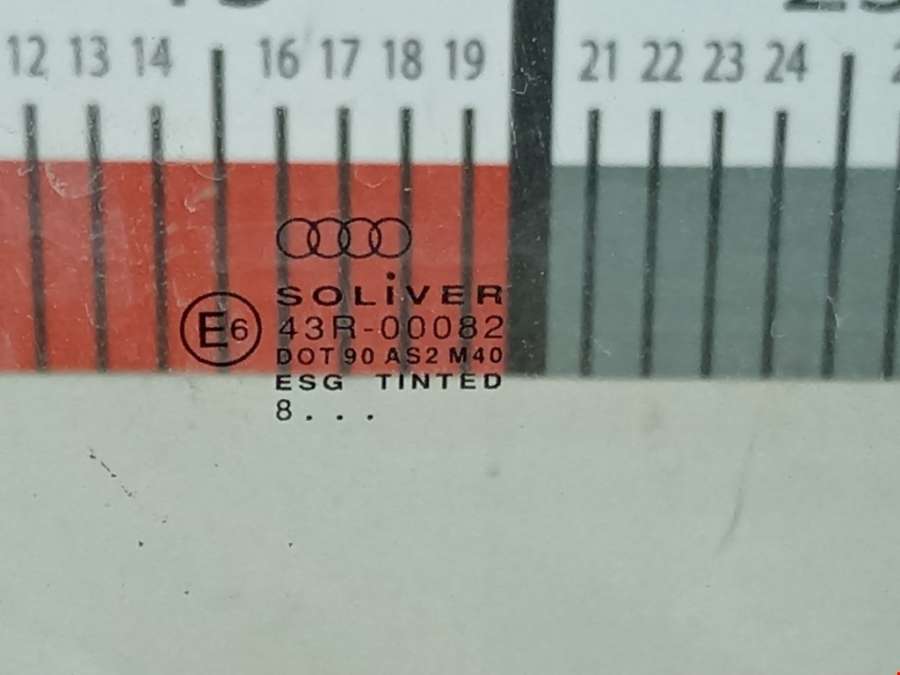 12 13 14 16 17 18 19 21 22 23 24
SOLiVER
E6 43R-00082
DOT 90 AS2 M40
ESG TINTED
8...